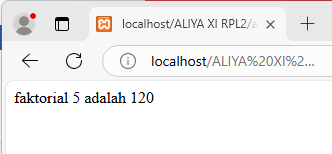 localhost/ALIYA XI RPL2/
localhost/ALIYA%20XI%2...
faktorial 5 adalah 120